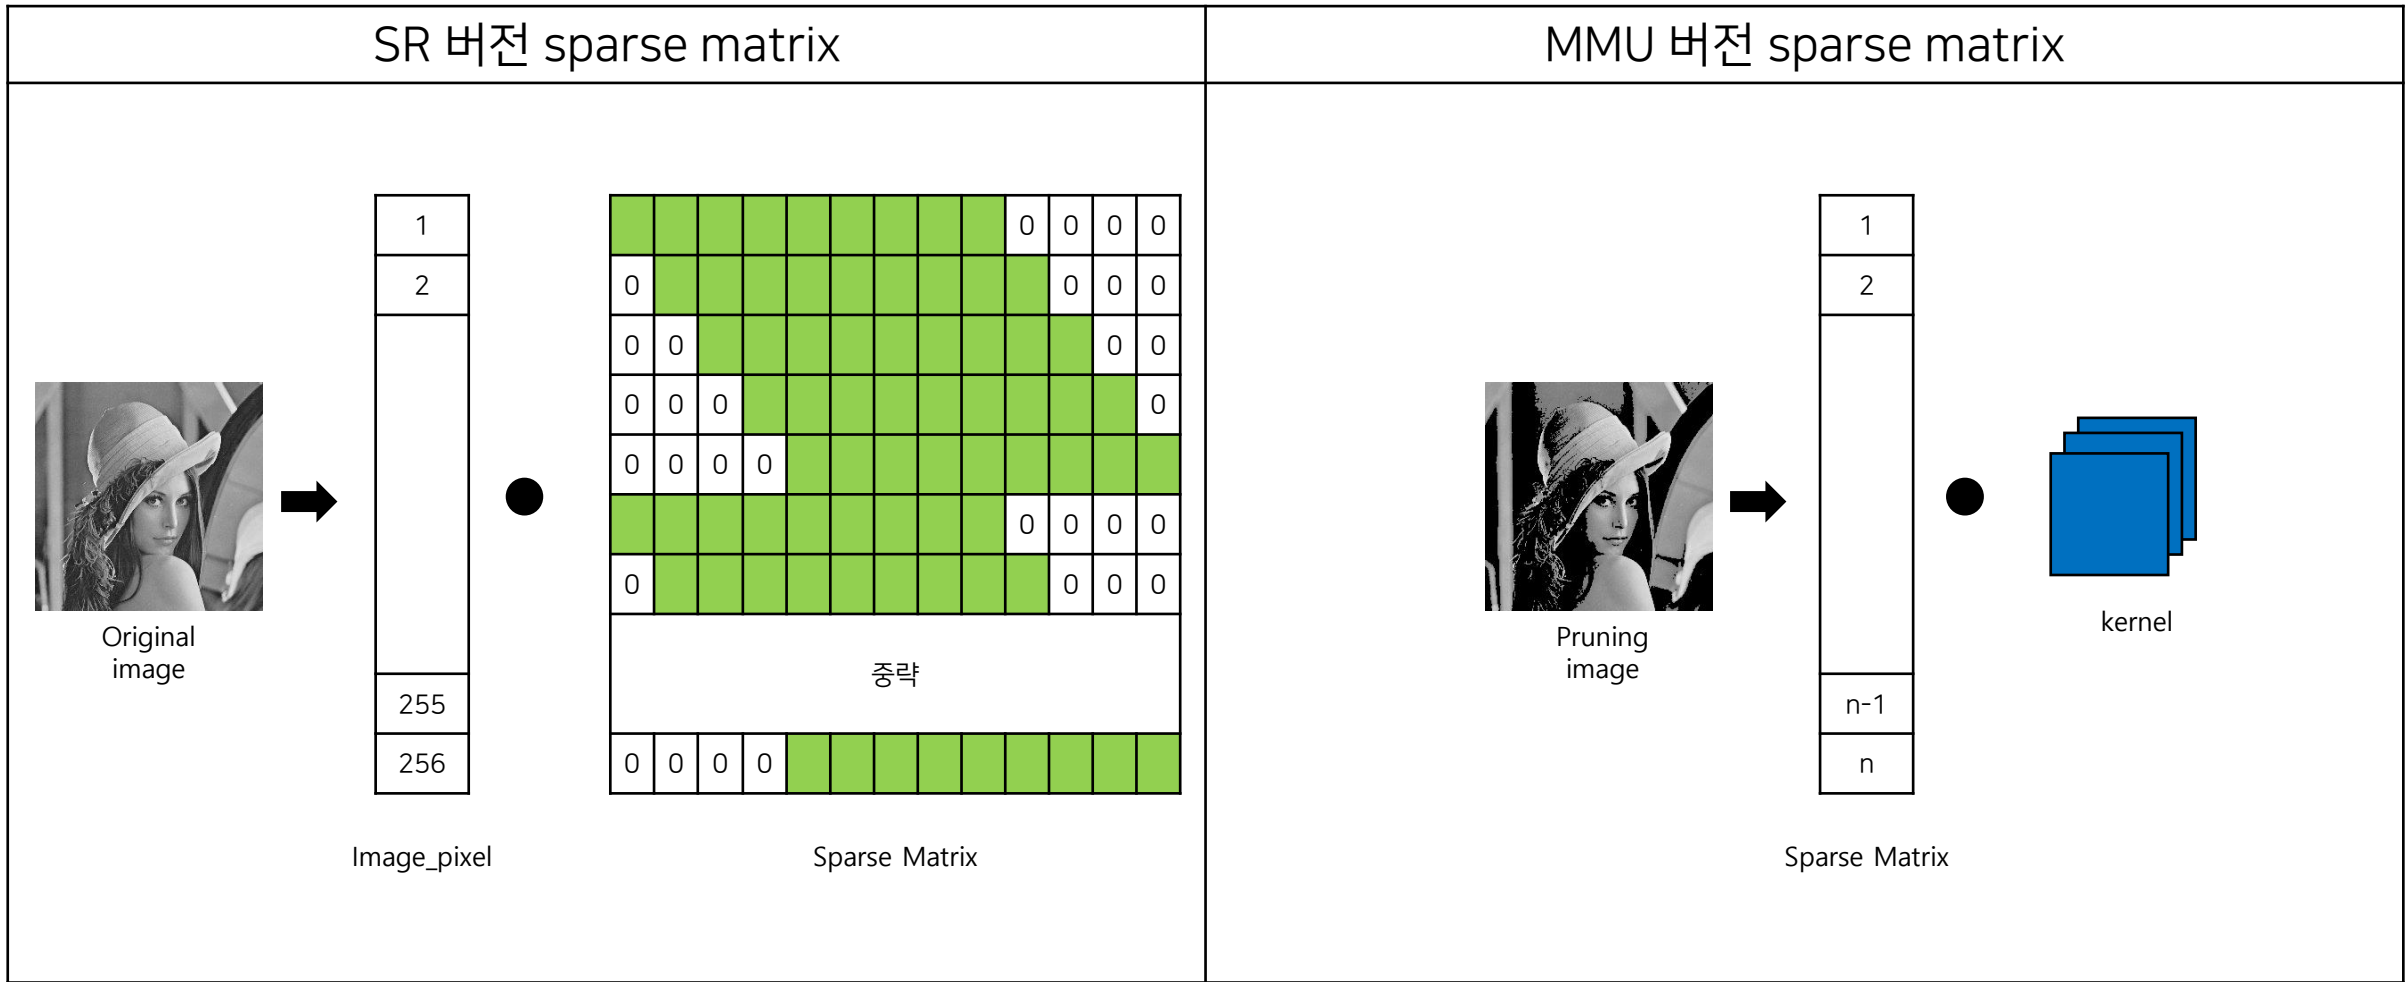 SR 버전 sparse matrix
MMU 버전 sparse matrix
1
2
255
256
Original
image
Image_pixel
0 0 0 0
0 0 0 0
0 0 0 0
0 0 0 0
0 0 0 0
0 0 0 0
0 0 0 0
중략
0 0 0 0
Sparse Matrix
1
2
n-1
n
Pruning
image
Sparse Matrix
kernel